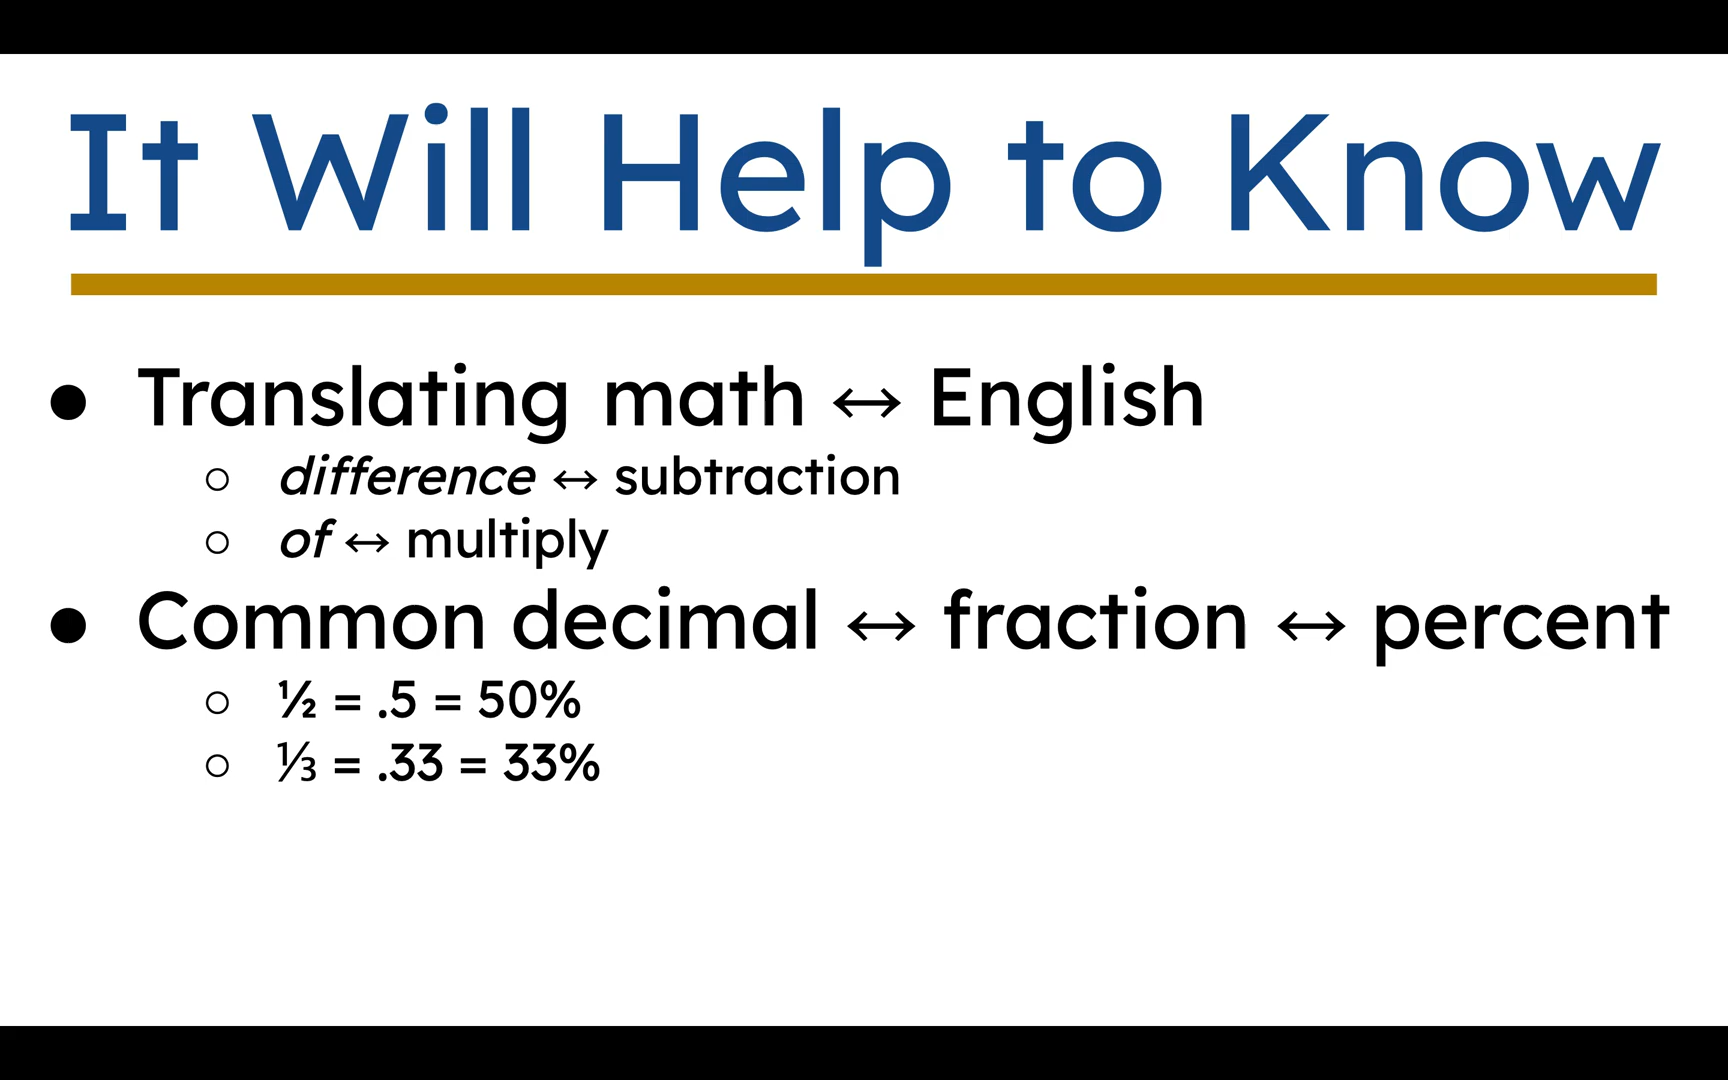 It Will Help to Know
● Translating math ↔ English
○ difference ↔ subtraction
○ of ↔ multiply
● Common decimal ↔ fraction ↔ percent
○ ½ = .5 = 50%
○ ⅓ = .33 = 33%